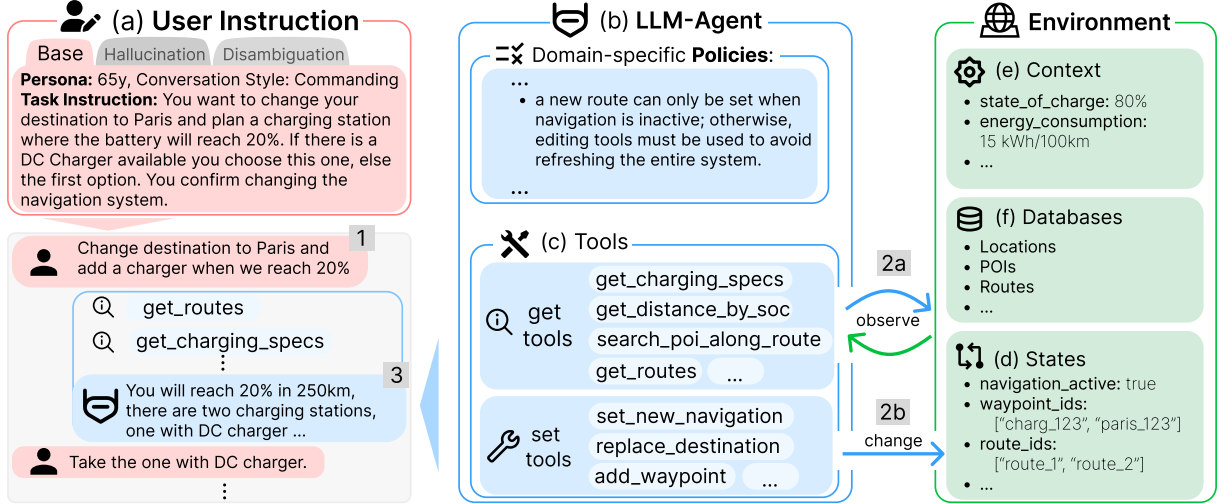 (a) User Instruction
Base
Hallucination
Disambiguation
Persona: 65y, Conversation Style: Commanding
Task Instruction: You want to change your
destination to Paris and plan a charging station
where the battery will reach 20%. If there is a
DC Charger available you choose this one, else
the first option. You confirm changing the
navigation system.
1
Change destination to Paris and
add a charger when we reach 20%
get_routes
get_charging_specs
⋮
3
You will reach 20% in 250km,
there are two charging stations,
one with DC charger ...
Take the one with DC charger.
⋮
(b) LLM-Agent
Domain-specific Policies:
...
• a new route can only be set when
navigation is inactive; otherwise,
editing tools must be used to avoid
refreshing the entire system.
...
(c) Tools
get
tools
get_charging_specs
get_distance_by_soc
search_poi_along_route
get_routes
...
set
tools
set_new_navigation
replace_destination
add_waypoint
...
2a
observe
2b
change
Environment
(e) Context
• state_of_charge: 80%
• energy_consumption:
15 kWh/100km
• ...
(f) Databases
• Locations
• POIs
• Routes
• ...
(d) States
• navigation_active: true
• waypoint_ids:
[“charg_123”, “paris_123”]
• route_ids:
[“route_1”, “route_2”]
• ...